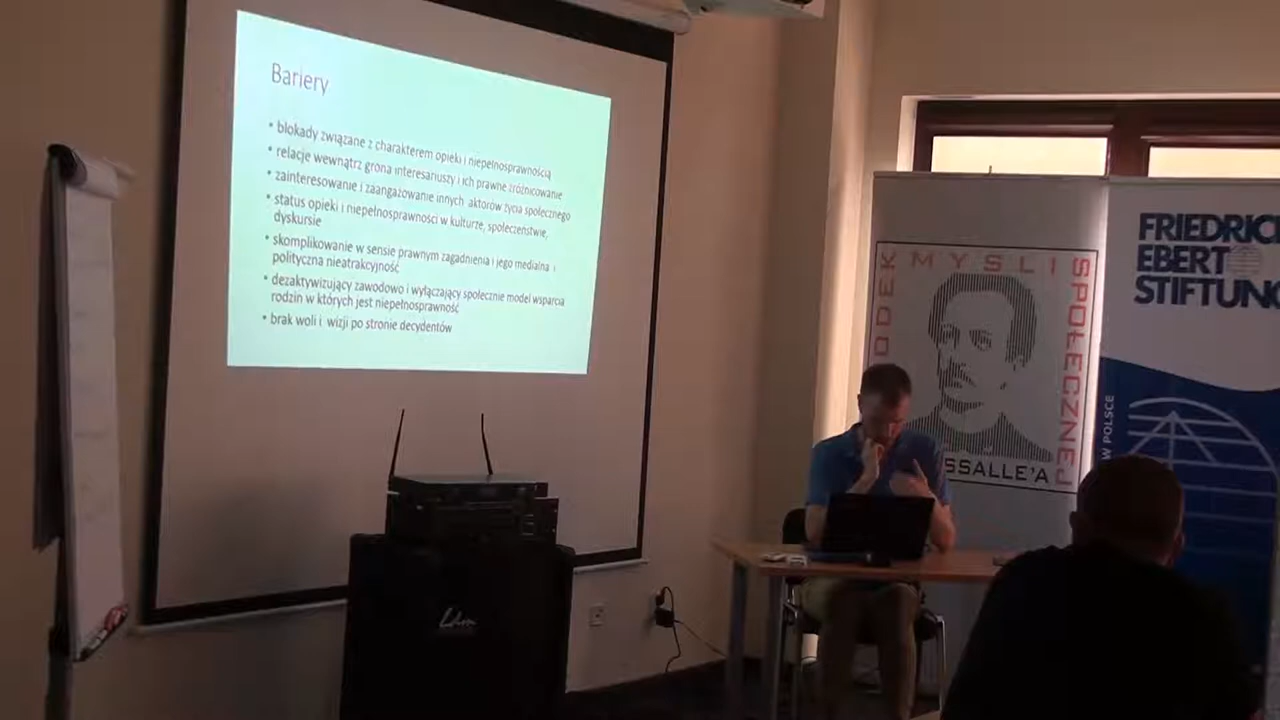 Bariery
• blokady związane z charakterem opieki i niepełnosprawnością
• relacje wewnątrz grona interesariuszy i ich prawne zróżnicowanie
• zainteresowanie i zaangażowanie innych aktorów życia społecznego
• status opieki i niepełnosprawności w kulturze, społeczeństwie,
dyskursie
• skomplikowanie w sensie prawnym zagadnienia i jego medialna i
polityczna nieatrakcyjność
• dezaktywizujący zawodowo i wyłączający społecznie model wsparcia
rodzin w których jest niepełnosprawność
• brak woli i wizji po stronie decydentów
ldm
ODEK
MYŚLI
SPOŁECZNEJ
SSALLE'A
FRIEDRIC
EBERT
STIFTUNG
W POLSCE